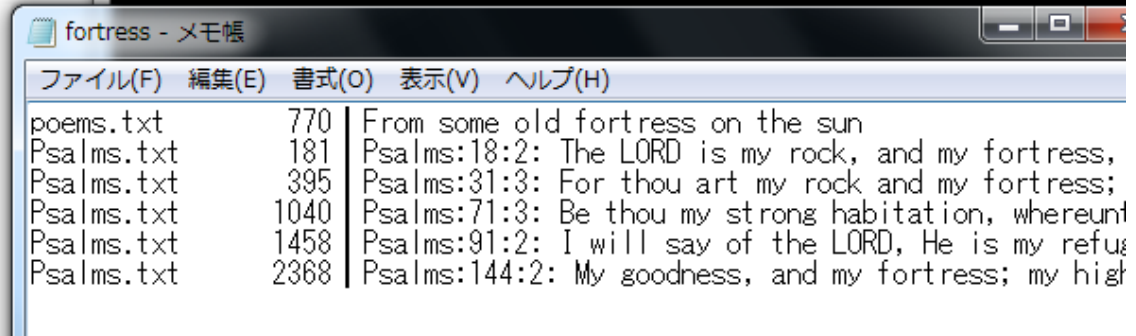 fortress - メモ帳
ファイル(F) 編集(E) 書式(O) 表示(V) ヘルプ(H)
poems.txt 770 | From some old fortress on the sun
Psalms.txt 181 | Psalms:18:2: The LORD is my rock, and my fortress,
Psalms.txt 395 | Psalms:31:3: For thou art my rock and my fortress;
Psalms.txt 1040 | Psalms:71:3: Be thou my strong habitation, whereunt
Psalms.txt 1458 | Psalms:91:2: I will say of the LORD, He is my refug
Psalms.txt 2368 | Psalms:144:2: My goodness, and my fortress; my high